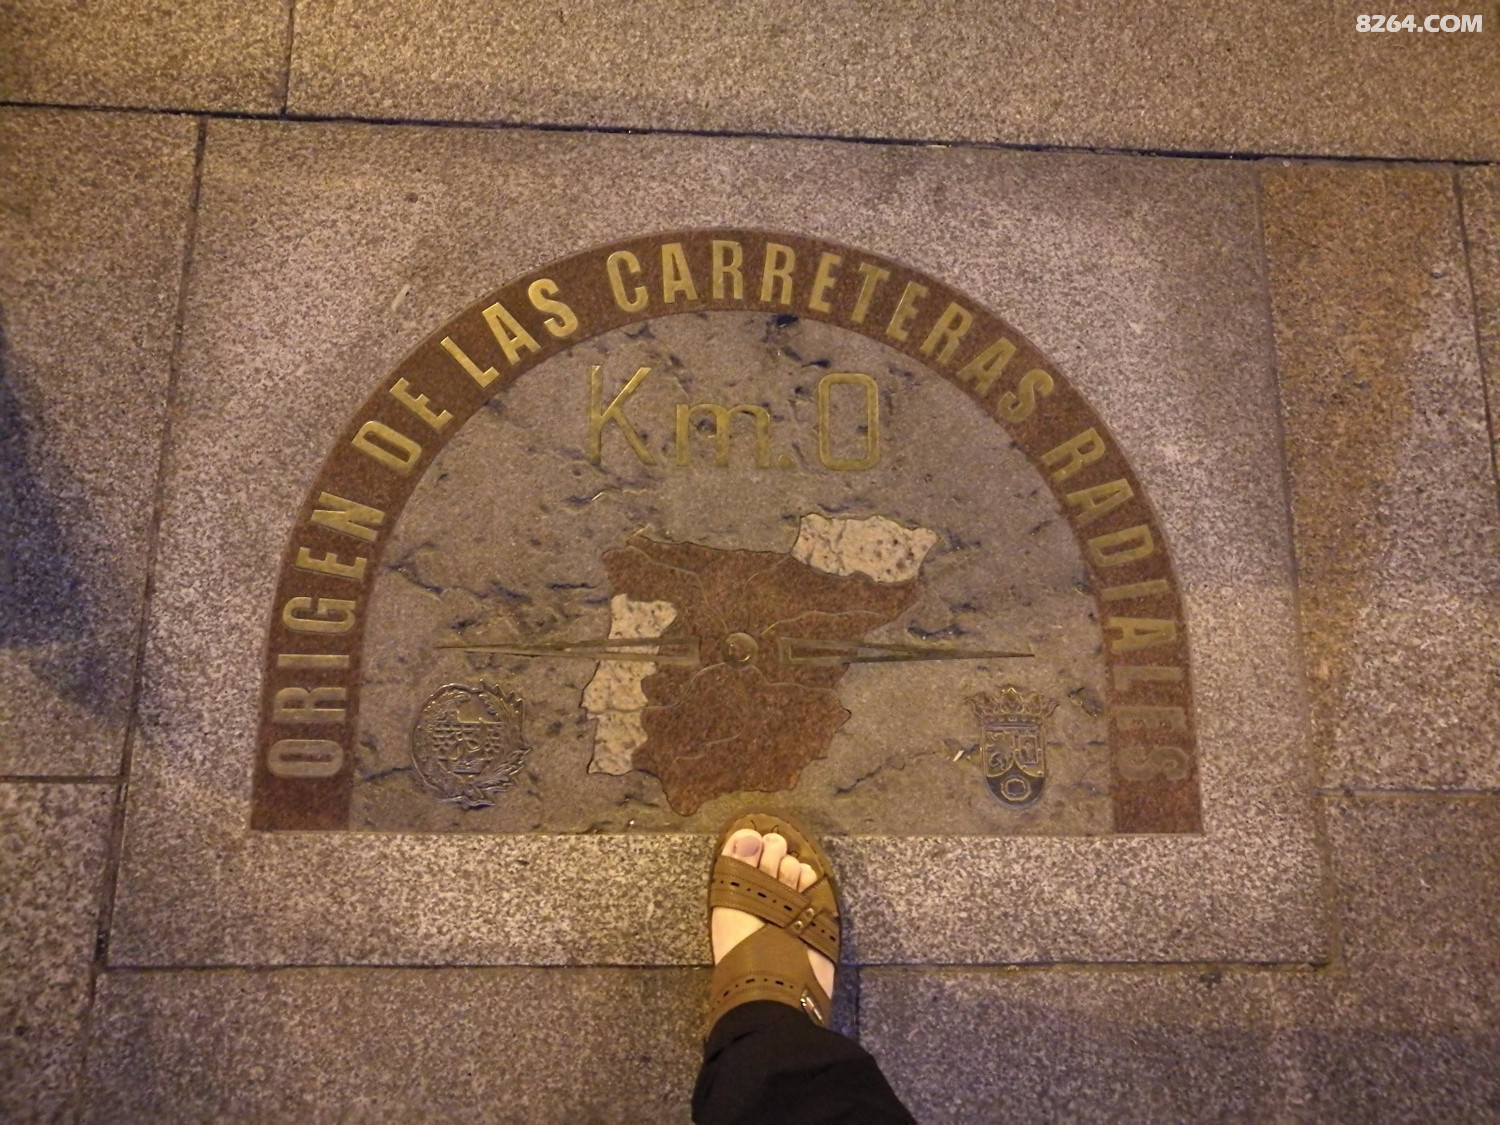 8264.COM
ORIGEN DE LAS CARRETERAS RADIALES
Km.0